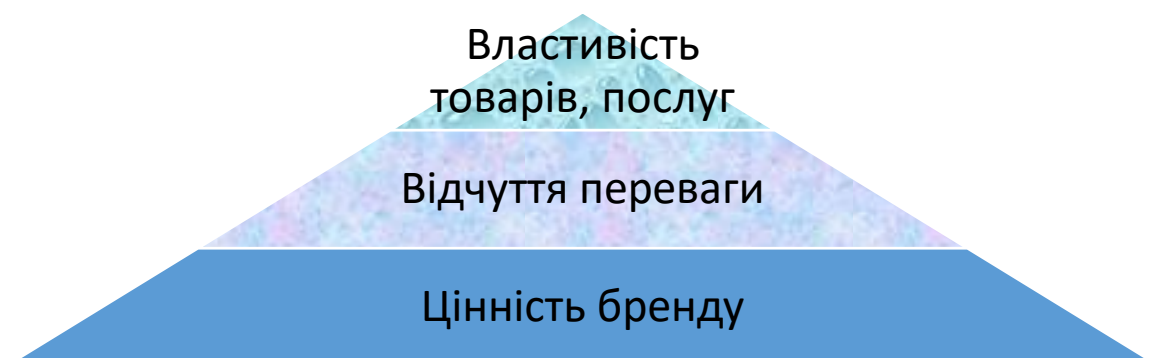 Властивість
товарів, послуг
Відчуття переваги
Цінність бренду